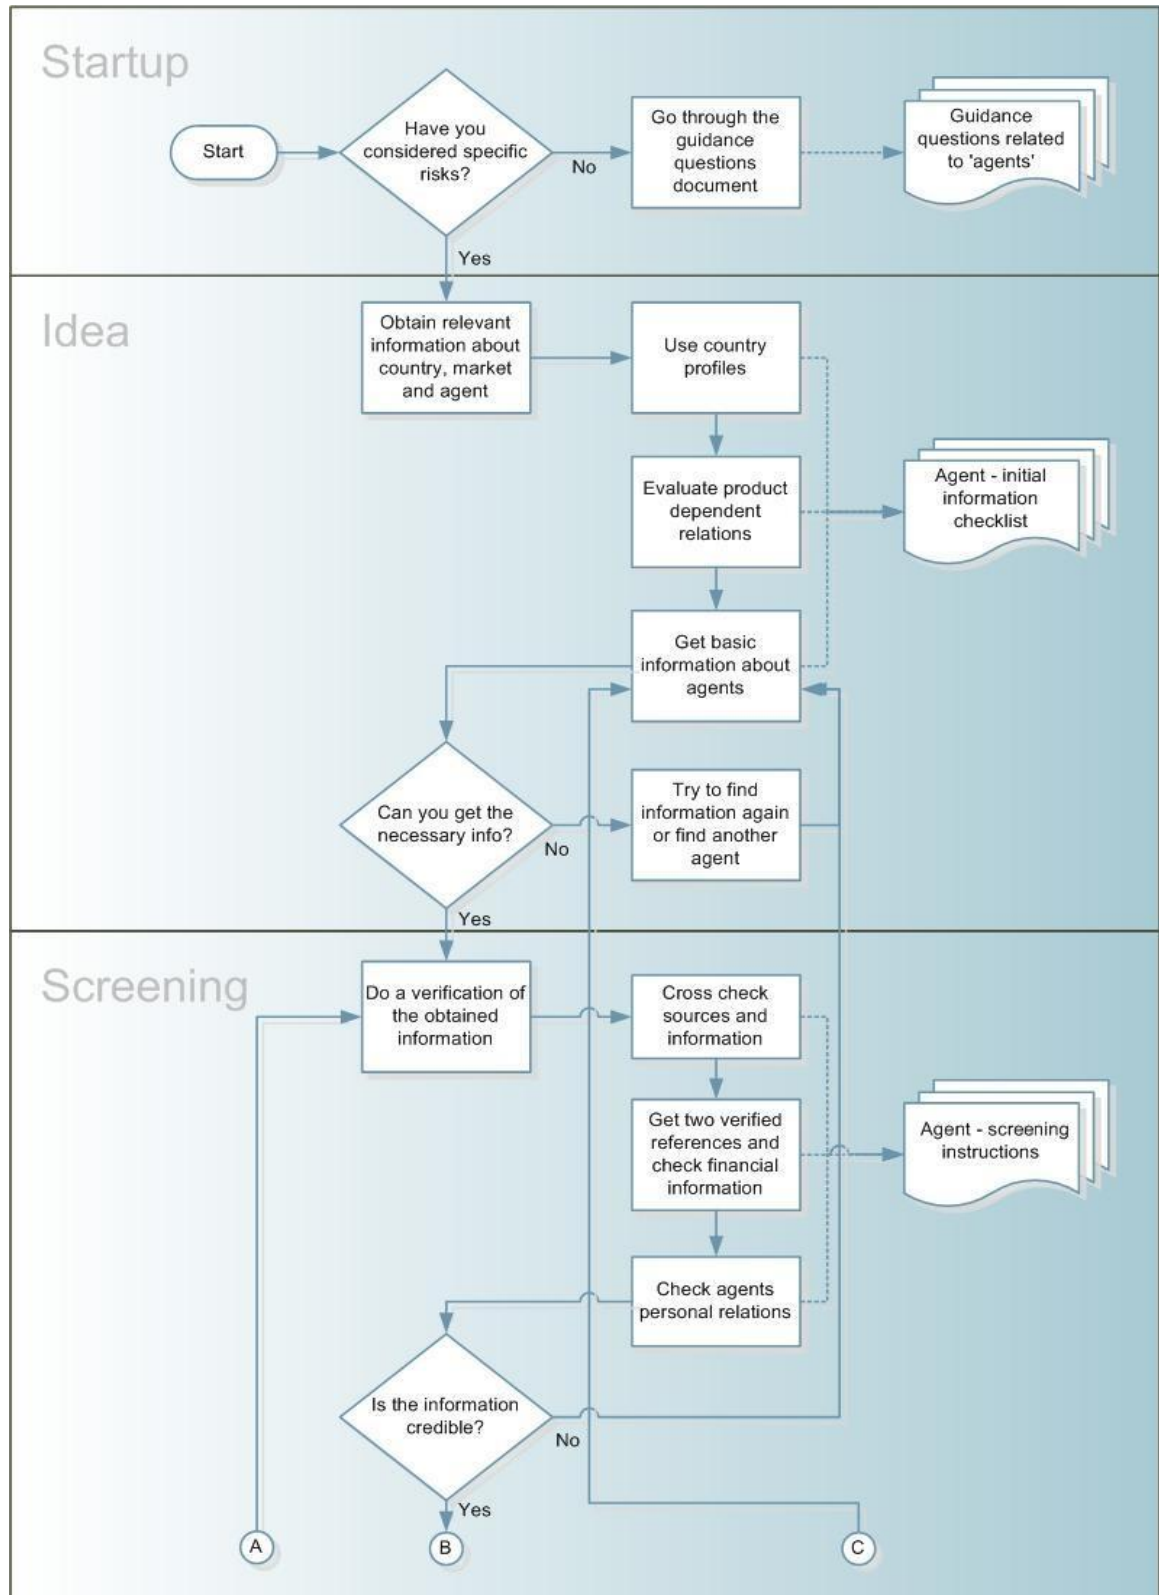 Startup
Start
Have you
considered specific
risks?
No
Go through the
guidance
questions
document
Guidance
questions related
to 'agents'
Yes
Idea
Obtain relevant
information about
country, market
and agent
Use country
profiles
Evaluate product
dependent
relations
Agent - initial
information
checklist
Get basic
information about
agents
Can you get the
necessary info?
No
Try to find
information again
or find another
agent
Yes
Screening
Do a verification of
the obtained
information
Cross check
sources and
information
Get two verified
references and
check financial
information
Agent - screening
instructions
Check agents
personal relations
Is the information
credible?
No
Yes
A
B
C